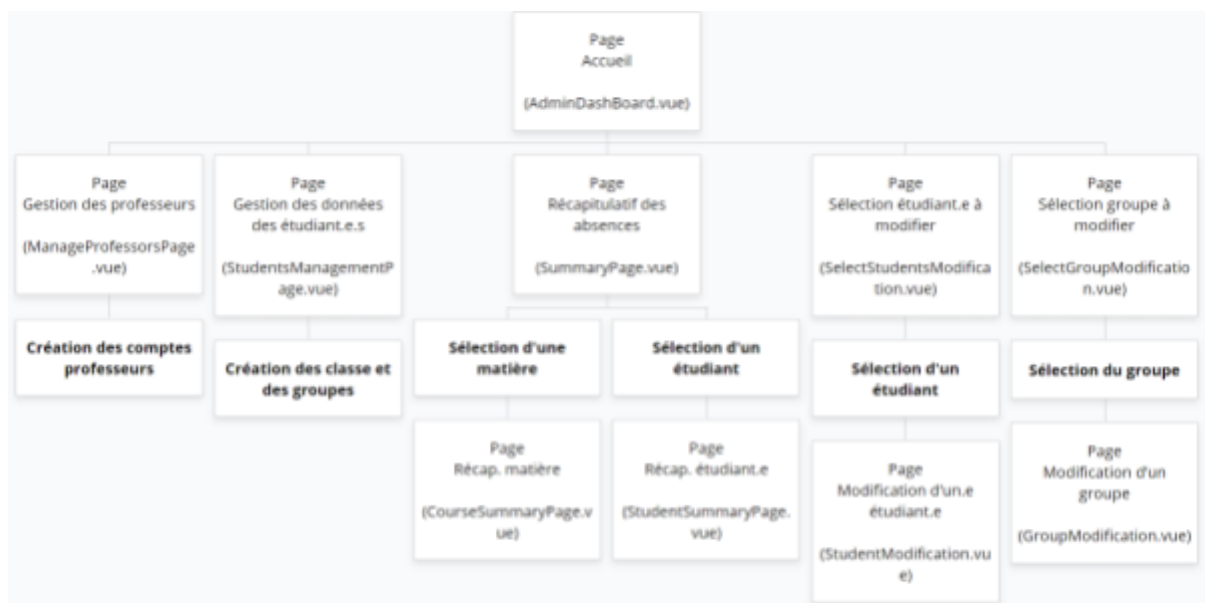 Page
Accueil
(AdminDashBoard.vue)
Page
Gestion des professeurs
(ManageProfessorsPage
.vue)
Page
Gestion des données
des étudiant.e.s
(StudentsManagementP
age.vue)
Page
Récapitulatif des
absences
(SummaryPage.vue)
Page
Sélection étudiant.e à
modifier
(SelectStudentsModifica
tion.vue)
Page
Sélection groupe à
modifier
(SelectGroupModificatio
n.vue)
Création des comptes
professeurs
Création des classe et
des groupes
Sélection d'une
matière
Sélection d'un
étudiant
Sélection d'un
étudiant
Sélection du groupe
Page
Récap. matière
(CourseSummaryPage.v
ue)
Page
Récap. étudiant.e
(StudentSummaryPage.
vue)
Page
Modification d'un.e
étudiant.e
(StudentModification.vu
e)
Page
Modification d'un
groupe
(GroupModification.vue)